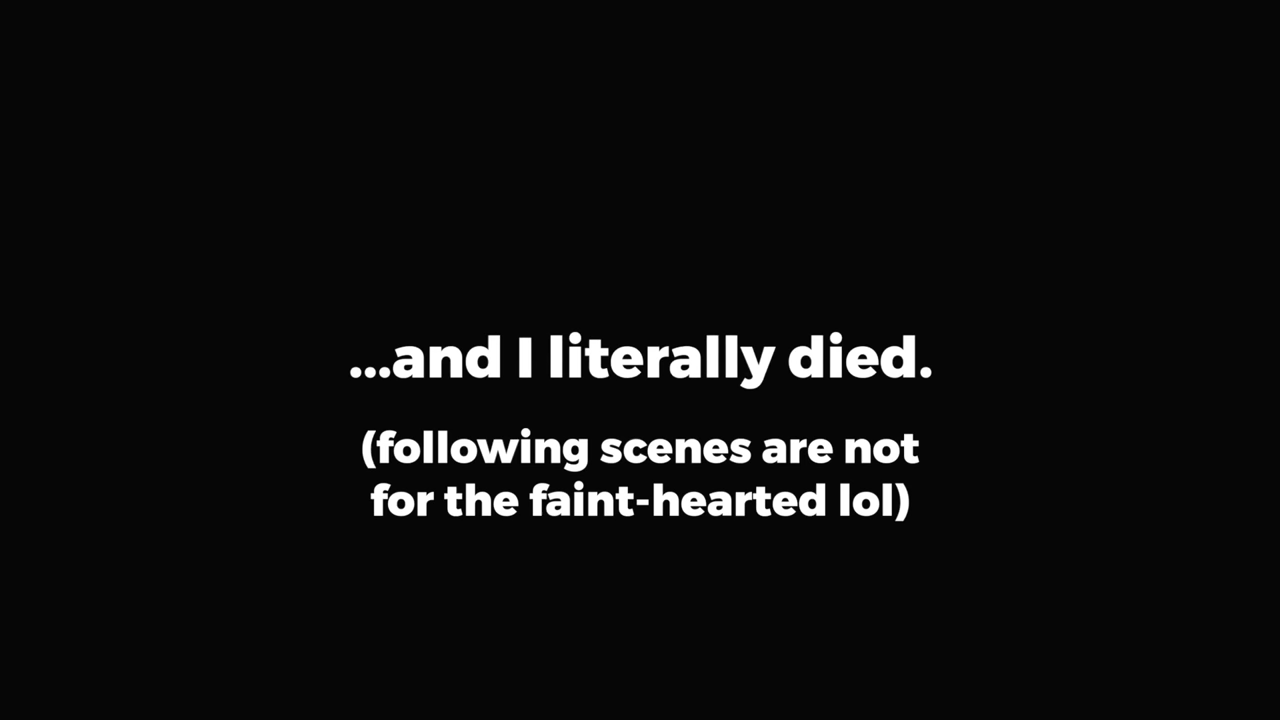 ...and I literally died.
(following scenes are not
for the faint-hearted lol)